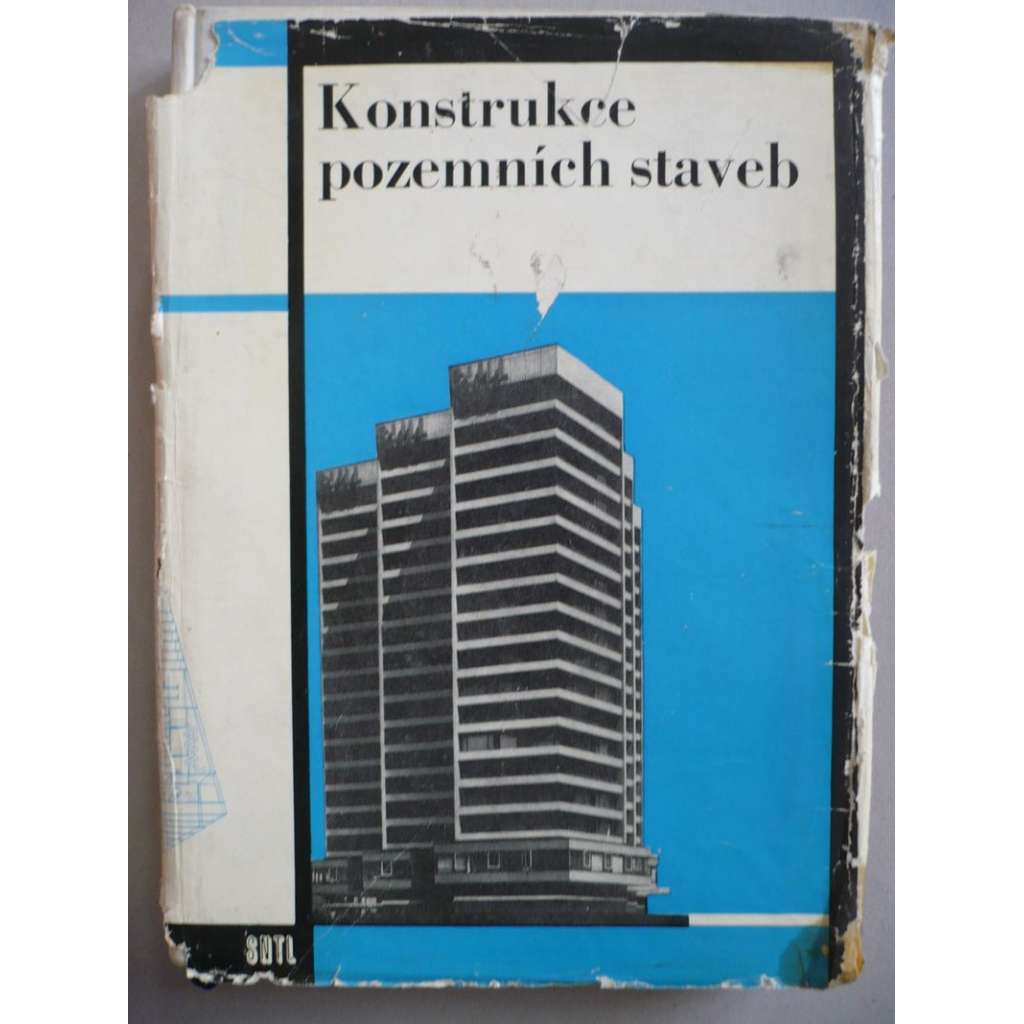 Konstrukce
pozemních staveb
SNTL